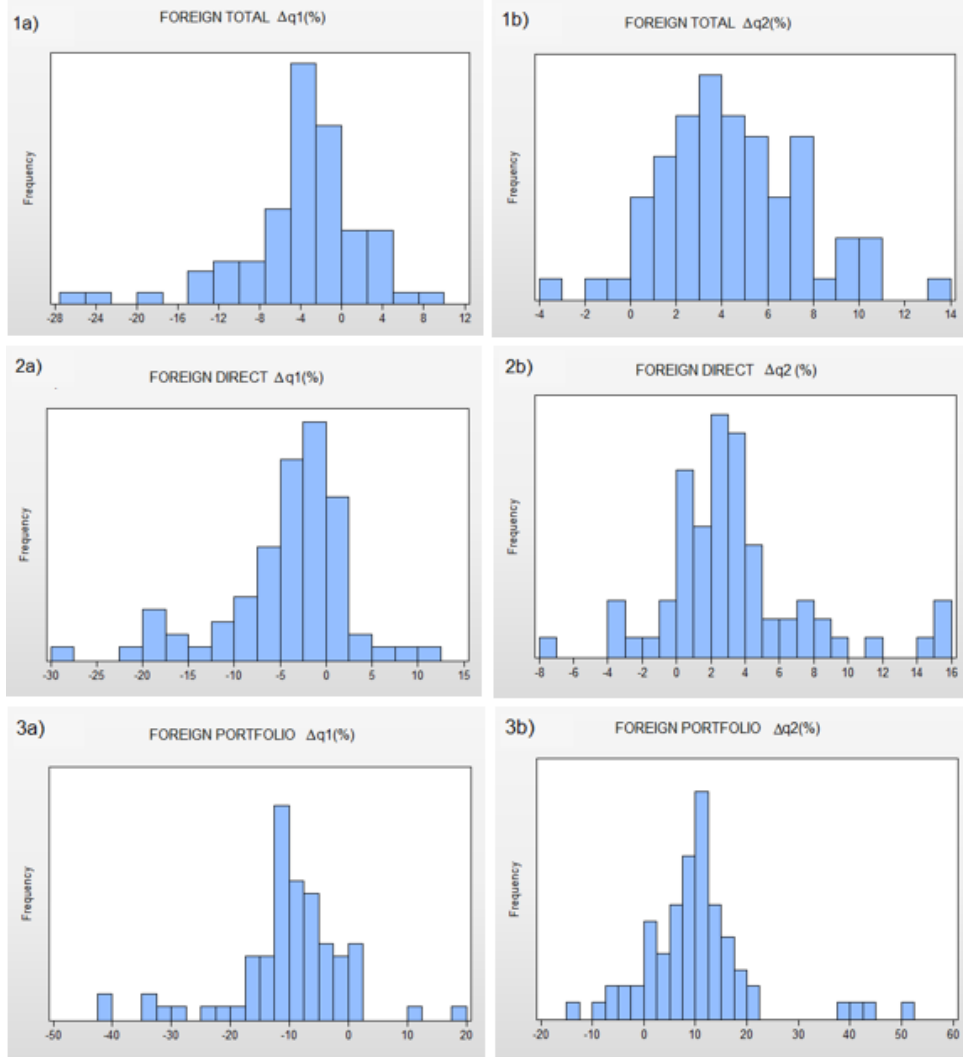 1a)
FOREIGN TOTAL Δq1(%)
Frequency
-28 -24 -20 -16 -12 -8 -4 0 4 8 12
1b)
FOREIGN TOTAL Δq2(%)
Frequency
-4 -2 0 2 4 6 8 10 12 14
2a)
FOREIGN DIRECT Δq1(%)
Frequency
-30 -25 -20 -15 -10 -5 0 5 10 15
2b)
FOREIGN DIRECT Δq2 (%)
Frequency
-8 -6 -4 -2 0 2 4 6 8 10 12 14 16
3a)
FOREIGN PORTFOLIO Δq1(%)
Frequency
-50 -40 -30 -20 -10 0 10 20
3b)
FOREIGN PORTFOLIO Δq2(%)
Frequency
-20 -10 0 10 20 30 40 50 60